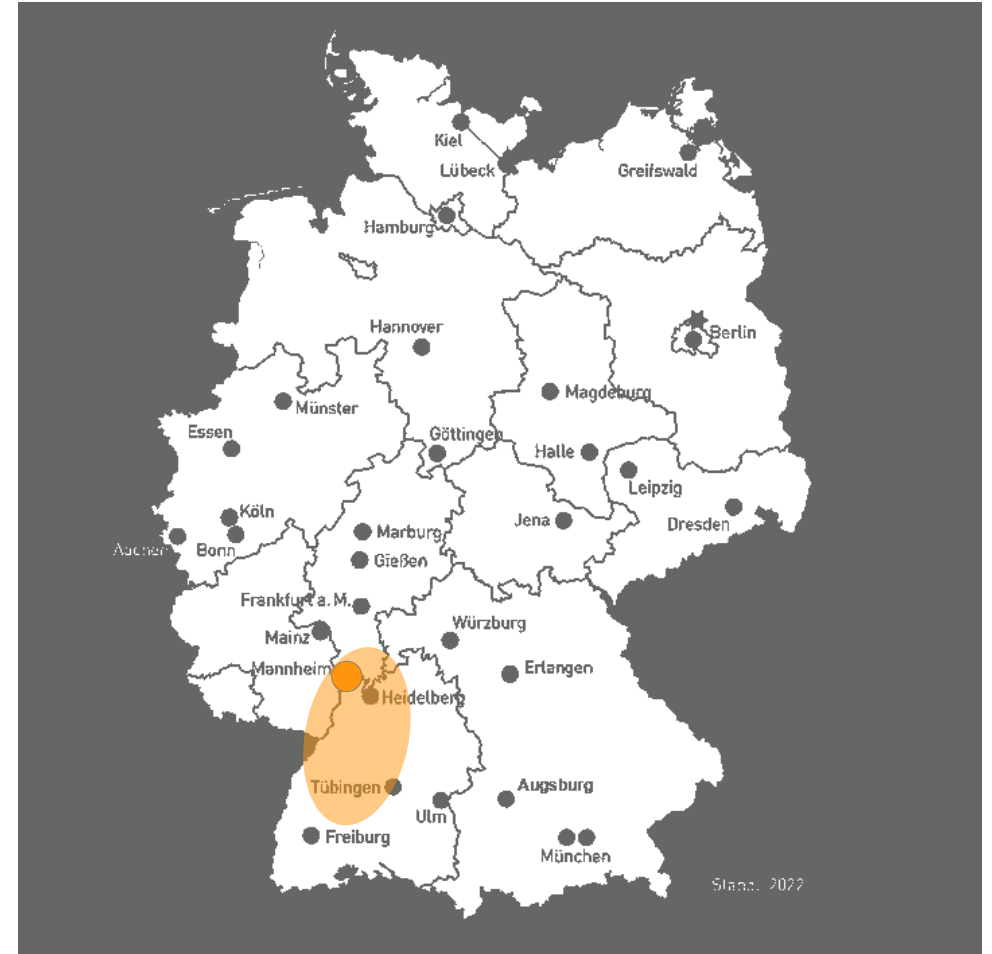 Kiel
Lübeck
Greifswald
Hamburg
Hannover
Berlin
Magdeburg
Münster
Göttingen
Essen
Halle
Leipzig
Köln
Jena
Dresden
Marburg
Aachen
Bonn
Gießen
Frankfurt a. M.
Würzburg
Mainz
Mannheim
Erlangen
Heidelberg
Tübingen
Augsburg
Ulm
Freiburg
München
Stand: 2022